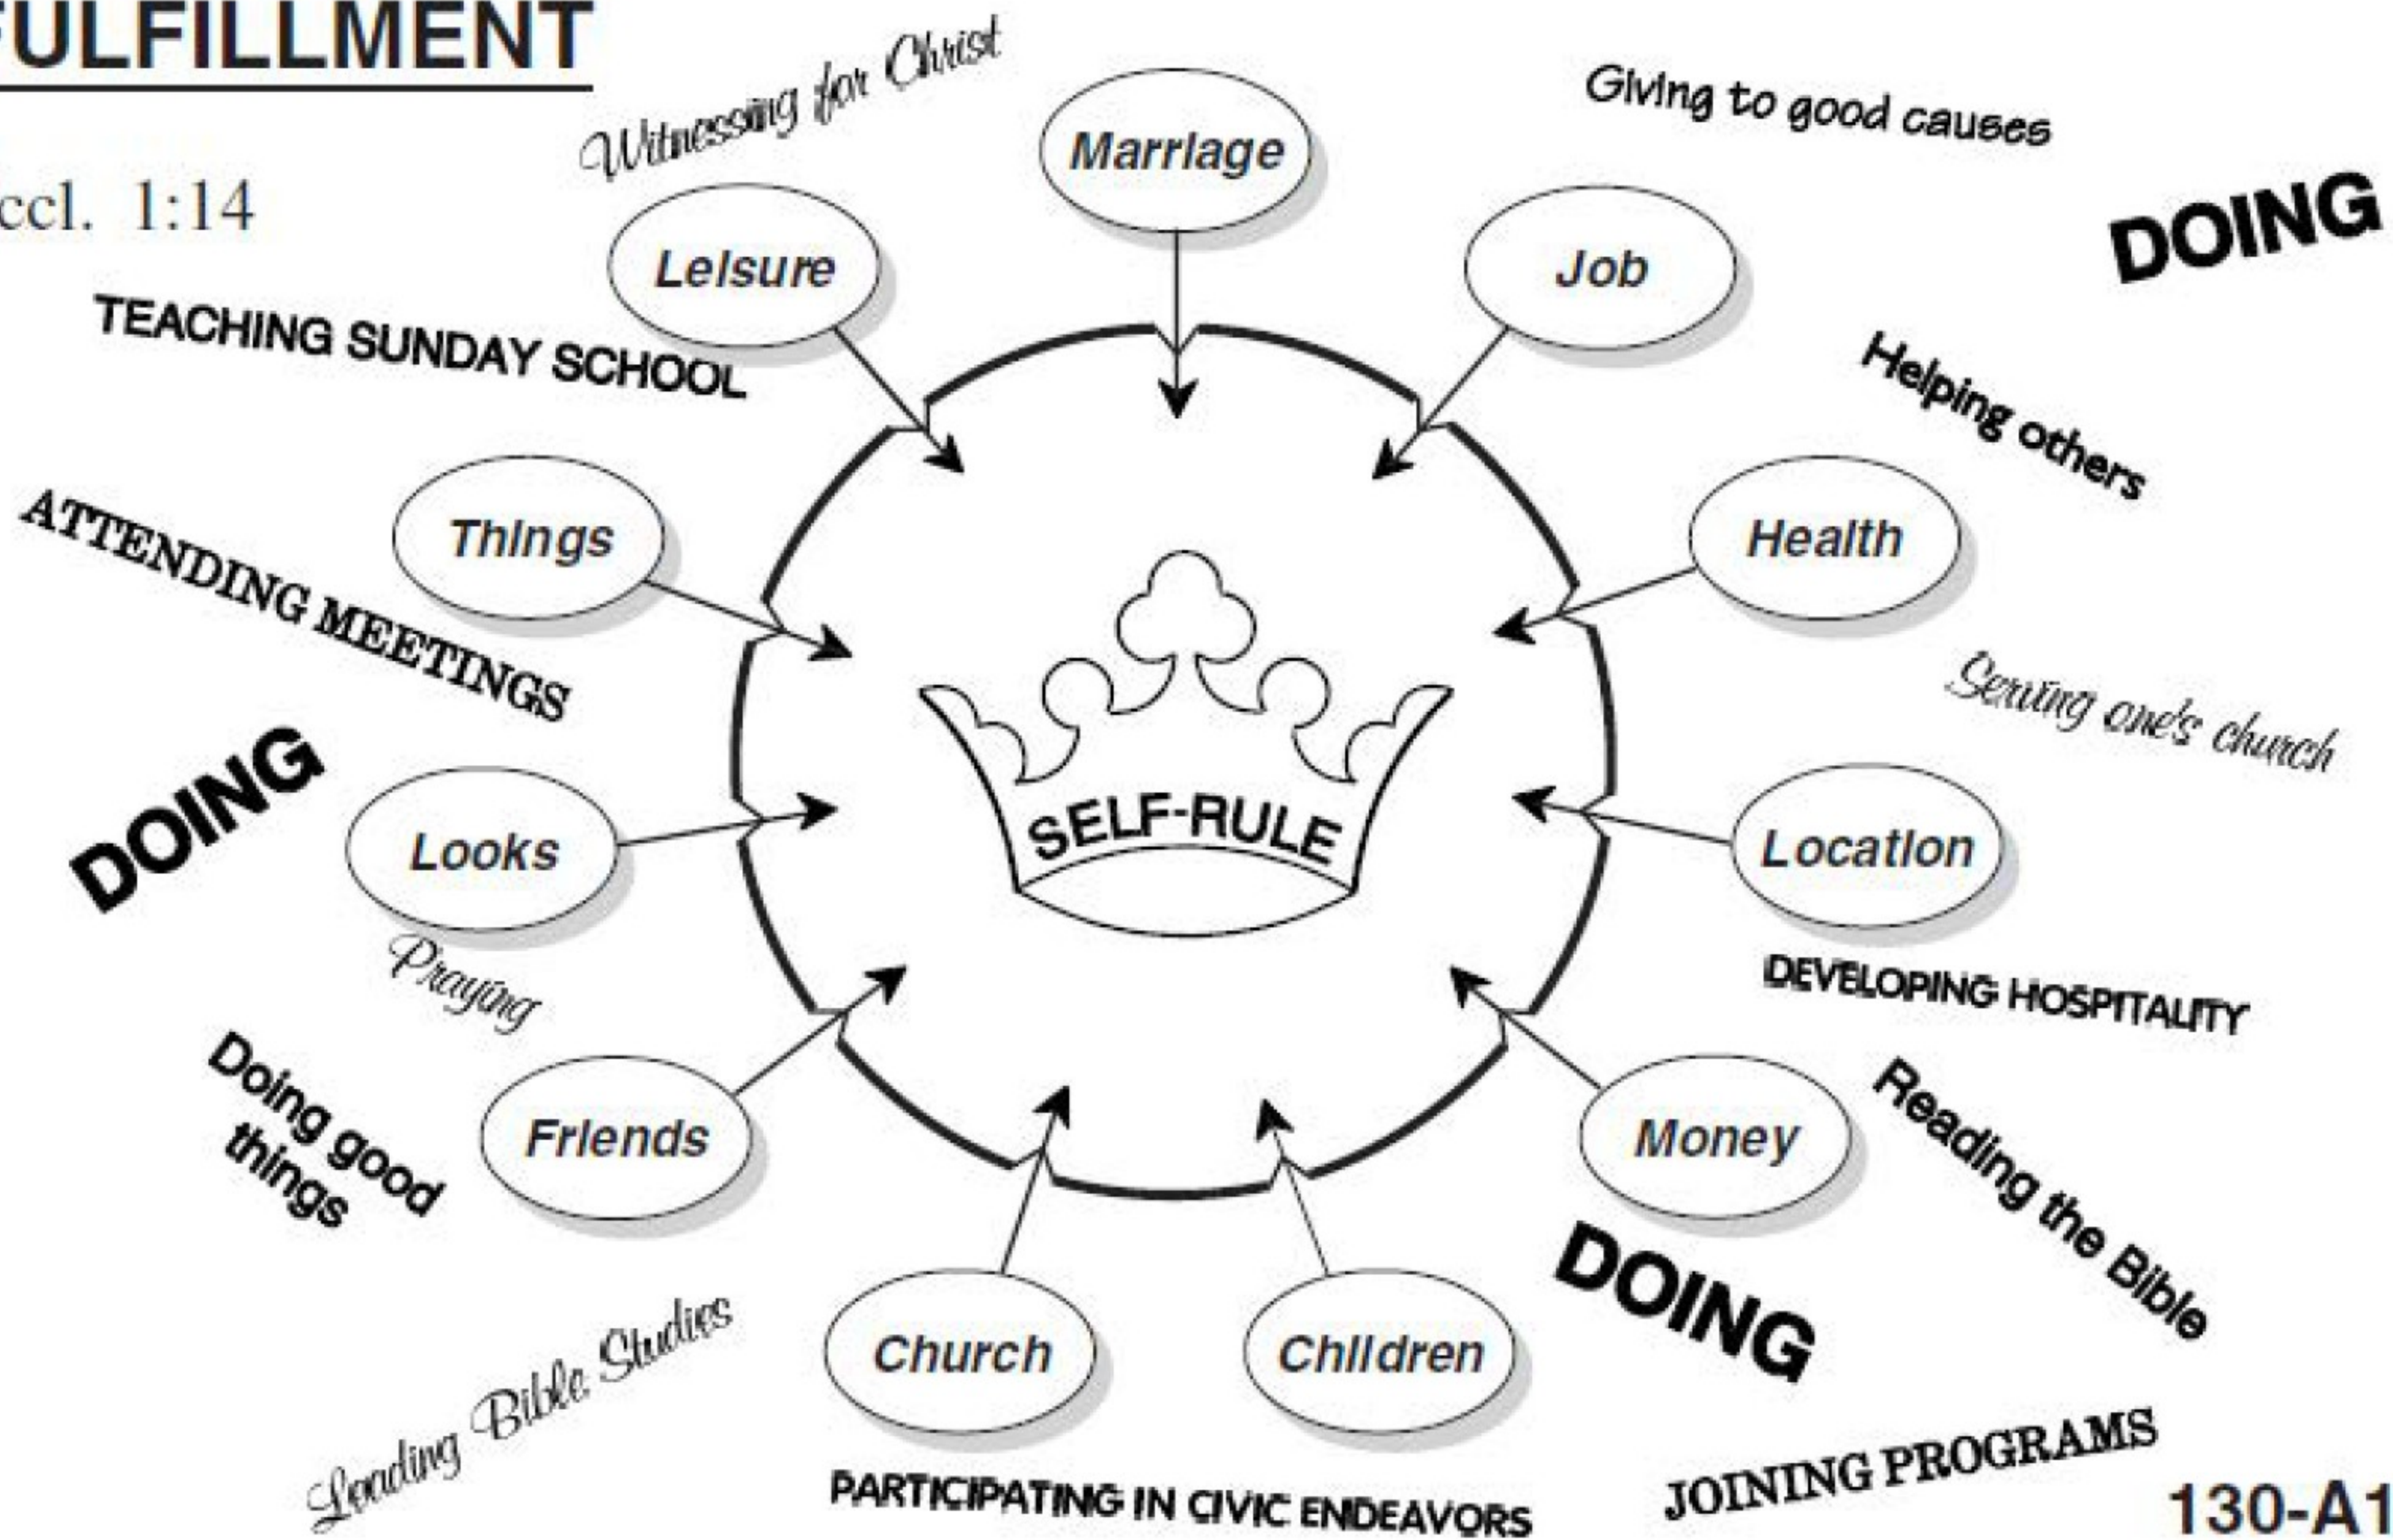 FULFILLMENT
ccl. 1:14
Witnessing for Christ
Marriage
Giving to good causes
DOING
Leisure
Job
TEACHING SUNDAY SCHOOL
Helping others
Things
Health
ATTENDING MEETINGS
Serving one's church
DOING
SELF-RULE
Looks
Location
Praying
DEVELOPING HOSPITALITY
Doing good
things
Friends
Money
Reading the Bible
DOING
Church
Children
Leading Bible Studies
PARTICIPATING IN CIVIC ENDEAVORS
JOINING PROGRAMS
130-A1